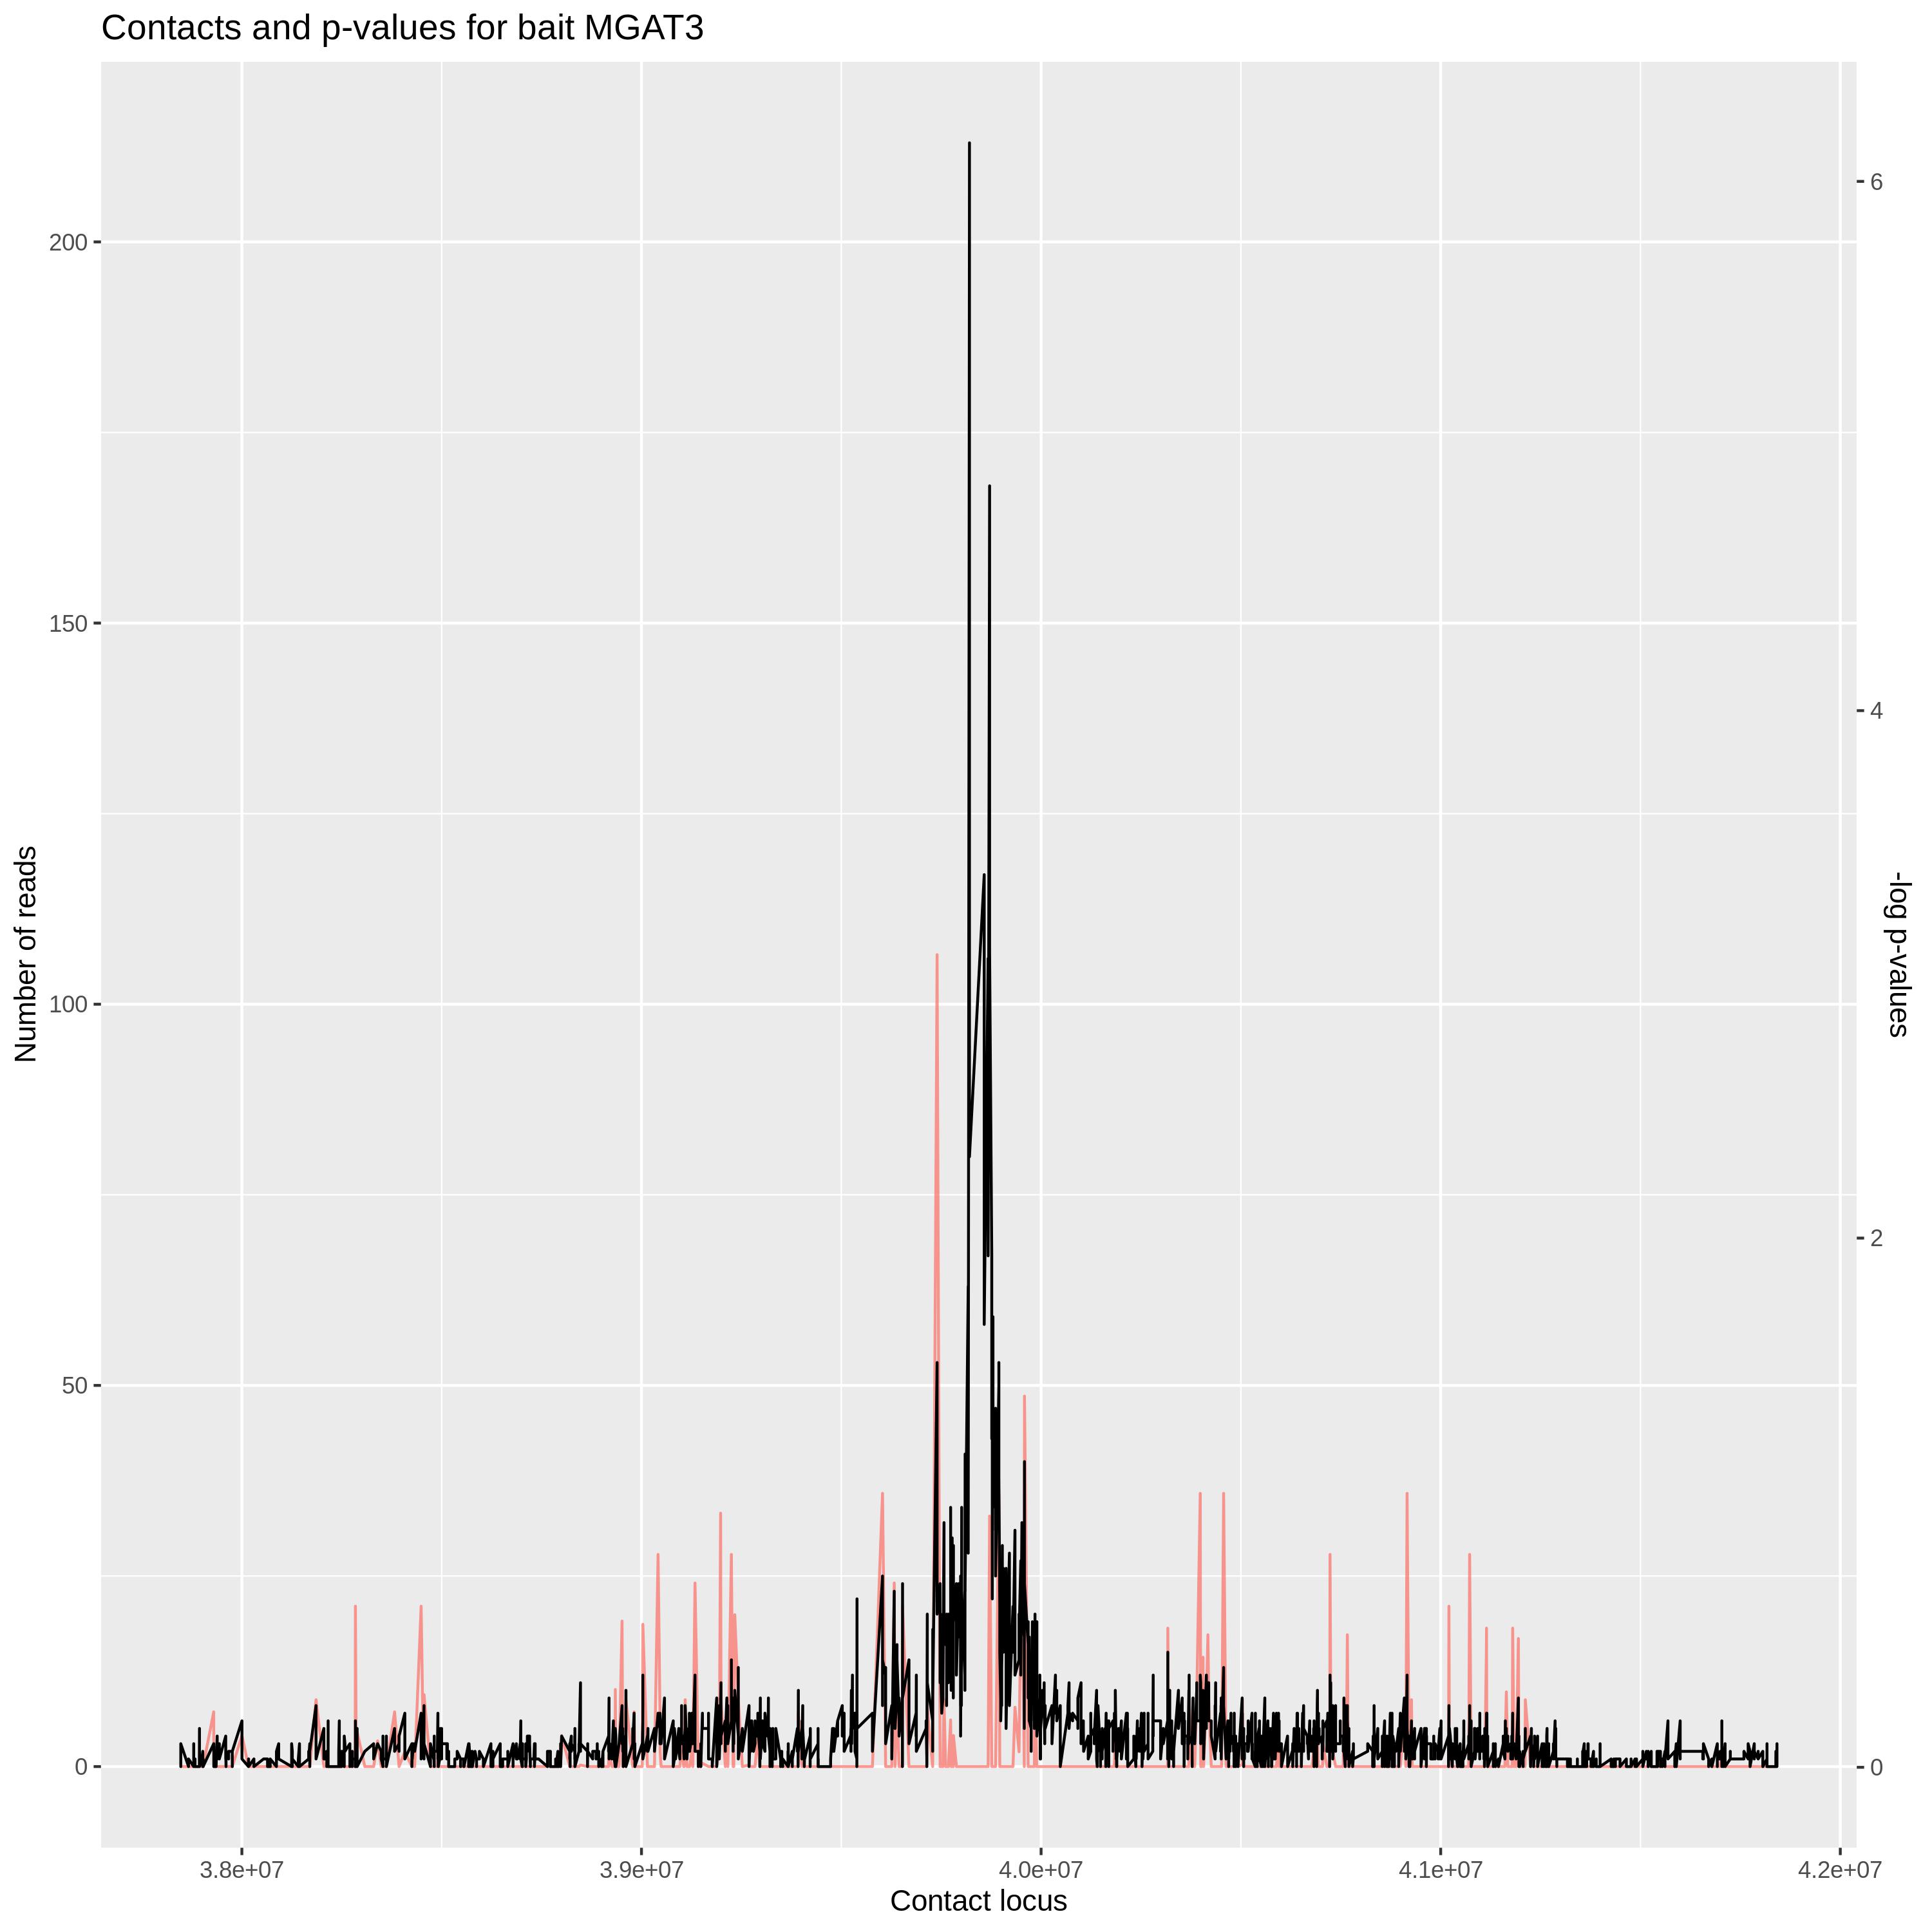 Contacts and p-values for bait MGAT3
200
150
100
50
0
6
4
2
0
Number of reads
-log p-values
3.8e+07 3.9e+07 4.0e+07 4.1e+07 4.2e+07
Contact locus